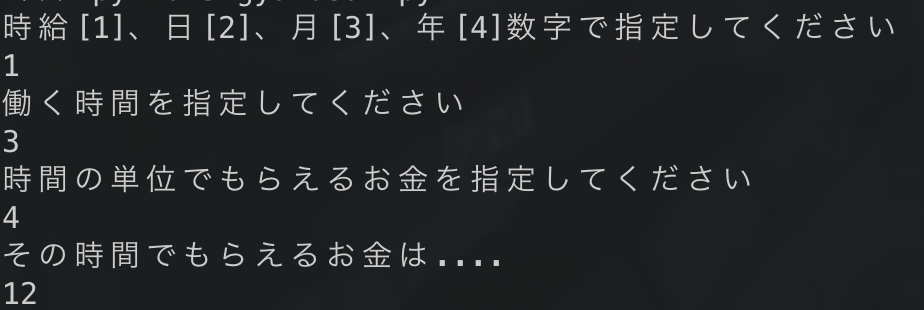 時給[1]、日[2]、月[3]、年[4]数字で指定してください
1
働く時間を指定してください
3
時間の単位でもらえるお金を指定してください
4
その時間でもらえるお金は....
12